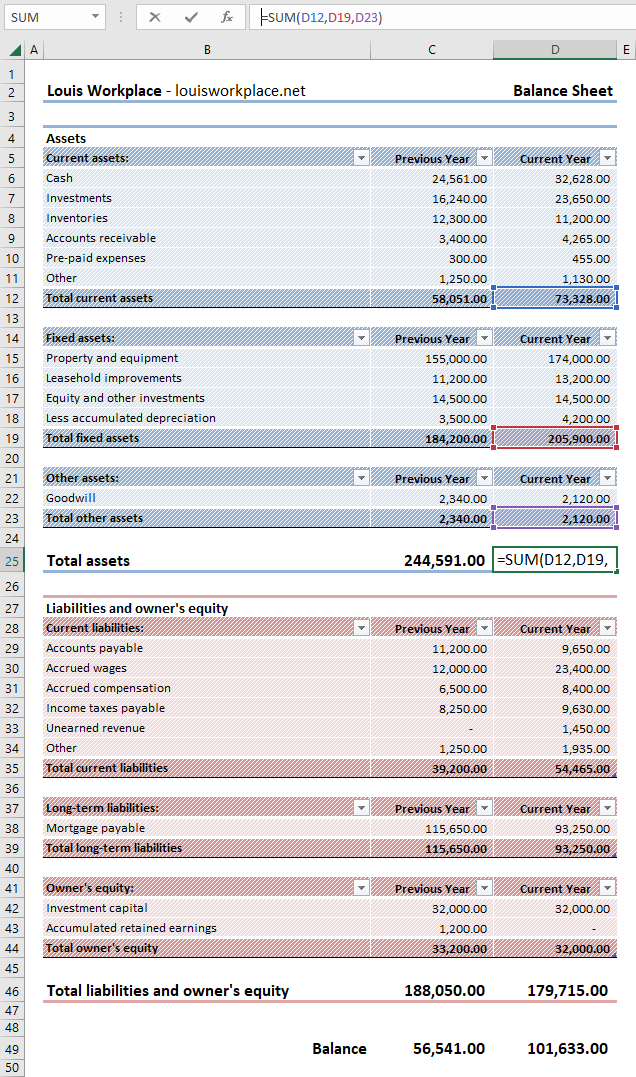 SUM fx =SUM(D12,D19,D23)
A B C D E
1
2 Louis Workplace - louisworkplace.net Balance Sheet
3
4 Assets
5 Current assets: Previous Year Current Year
6 Cash 24,561.00 32,628.00
7 Investments 16,240.00 23,650.00
8 Inventories 12,300.00 11,200.00
9 Accounts receivable 3,400.00 4,265.00
10 Pre-paid expenses 300.00 455.00
11 Other 1,250.00 1,130.00
12 Total current assets 58,051.00 73,328.00
13
14 Fixed assets: Previous Year Current Year
15 Property and equipment 155,000.00 174,000.00
16 Leasehold improvements 11,200.00 13,200.00
17 Equity and other investments 14,500.00 14,500.00
18 Less accumulated depreciation 3,500.00 4,200.00
19 Total fixed assets 184,200.00 205,900.00
20
21 Other assets: Previous Year Current Year
22 Goodwill 2,340.00 2,120.00
23 Total other assets 2,340.00 2,120.00
24
25 Total assets 244,591.00 =SUM(D12,D19,
26
27 Liabilities and owner's equity
28 Current liabilities: Previous Year Current Year
29 Accounts payable 11,200.00 9,650.00
30 Accrued wages 12,000.00 23,400.00
31 Accrued compensation 6,500.00 8,400.00
32 Income taxes payable 8,250.00 9,630.00
33 Unearned revenue - 1,450.00
34 Other 1,250.00 1,935.00
35 Total current liabilities 39,200.00 54,465.00
36
37 Long-term liabilities: Previous Year Current Year
38 Mortgage payable 115,650.00 93,250.00
39 Total long-term liabilities 115,650.00 93,250.00
40
41 Owner's equity: Previous Year Current Year
42 Investment capital 32,000.00 32,000.00
43 Accumulated retained earnings 1,200.00 -
44 Total owner's equity 33,200.00 32,000.00
45
46 Total liabilities and owner's equity 188,050.00 179,715.00
47
48
49 Balance 56,541.00 101,633.00
50